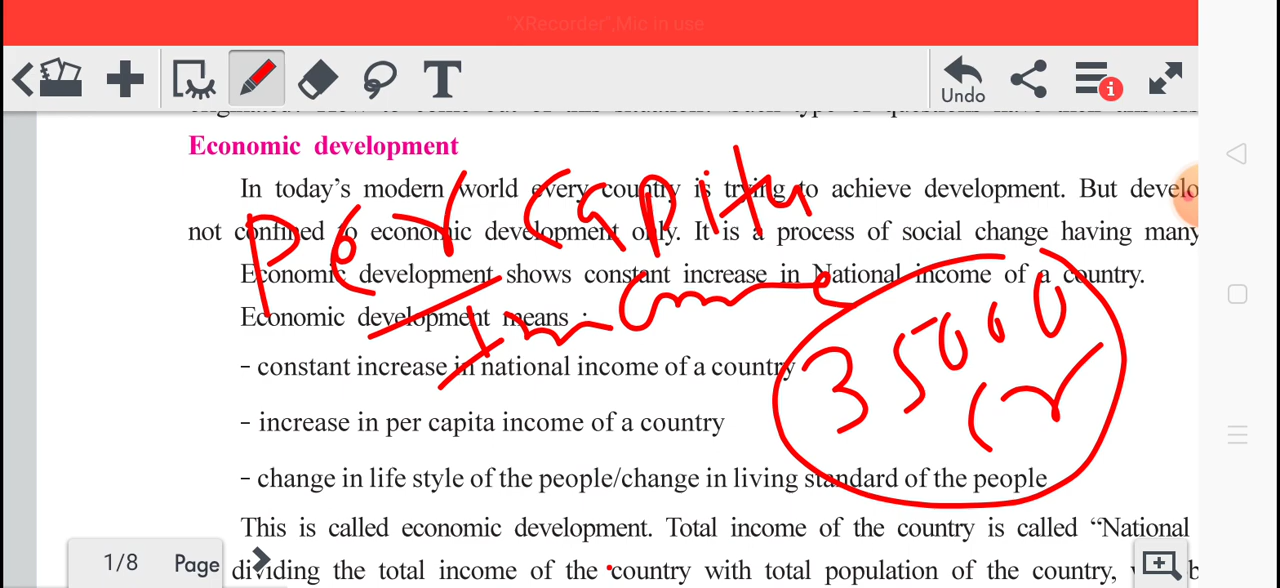 "XRecorder",Mic in use
T
Undo
i
Economic development
In today's modern world every country is trying to achieve development. But develo
not confined to economic development only. It is a process of social change having many
Economic development shows constant increase in National income of a country.
Economic development means :
- constant increase in national income of a country
- increase in per capita income of a country
- change in life style of the people/change in living standard of the people
This is called economic development. Total income of the country is called “National
dividing the total income of the country with total population of the country,
Per capita
Income
35000
Cr
1/8 Page